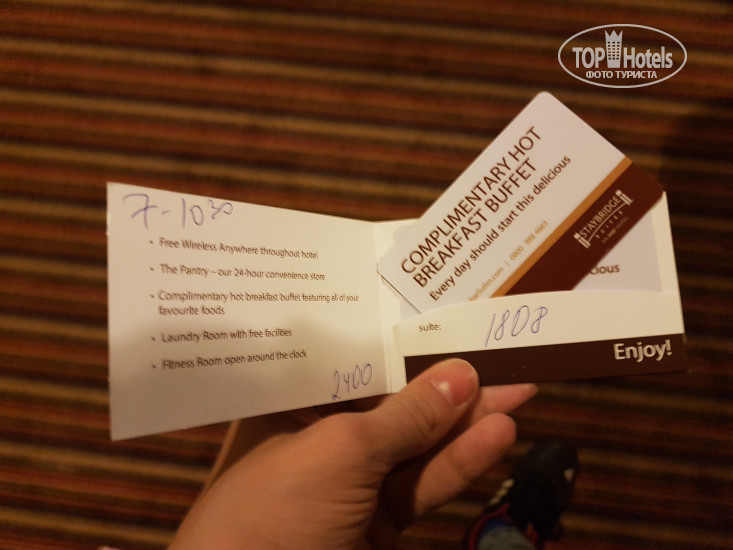 TOP Hotels
ФОТО ТУРИСТА
7-10³⁰
• Free Wireless Anywhere throughout hotel
• The Pantry – our 24-hour convenience store
• Complimentary hot breakfast buffet featuring all of your
favourite foods
• Laundry Room with free facilities
• Fitness Room open around the clock
2400
COMPLIMENTARY HOT
BREAKFAST BUFFET
Every day should start this delicious
STAYBRIDGE
SUITES
cious
suite: 1808
Enjoy!